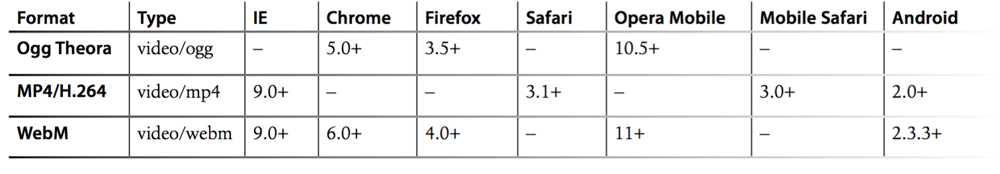 Format Type IE Chrome Firefox Safari Opera Mobile Mobile Safari Android
Ogg Theora video/ogg – 5.0+ 3.5+ – 10.5+ – –
MP4/H.264 video/mp4 9.0+ – – 3.1+ – 3.0+ 2.0+
WebM video/webm 9.0+ 6.0+ 4.0+ – 11+ – 2.3.3+